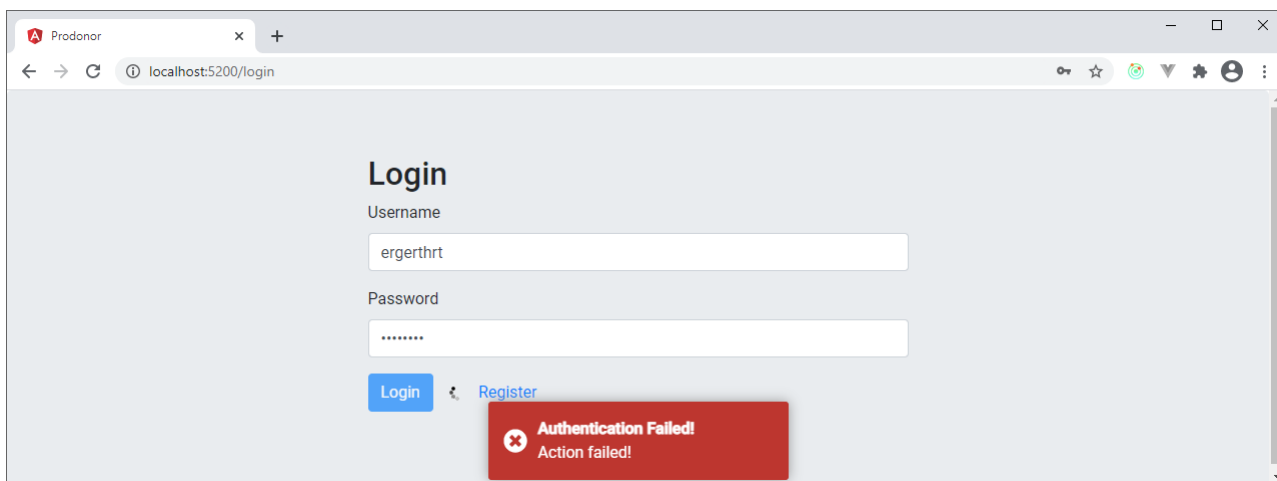 Prodonor
localhost:5200/login
Login
Username
ergerthrt
Password
••••••••
Login Register
Authentication Failed!
Action failed!